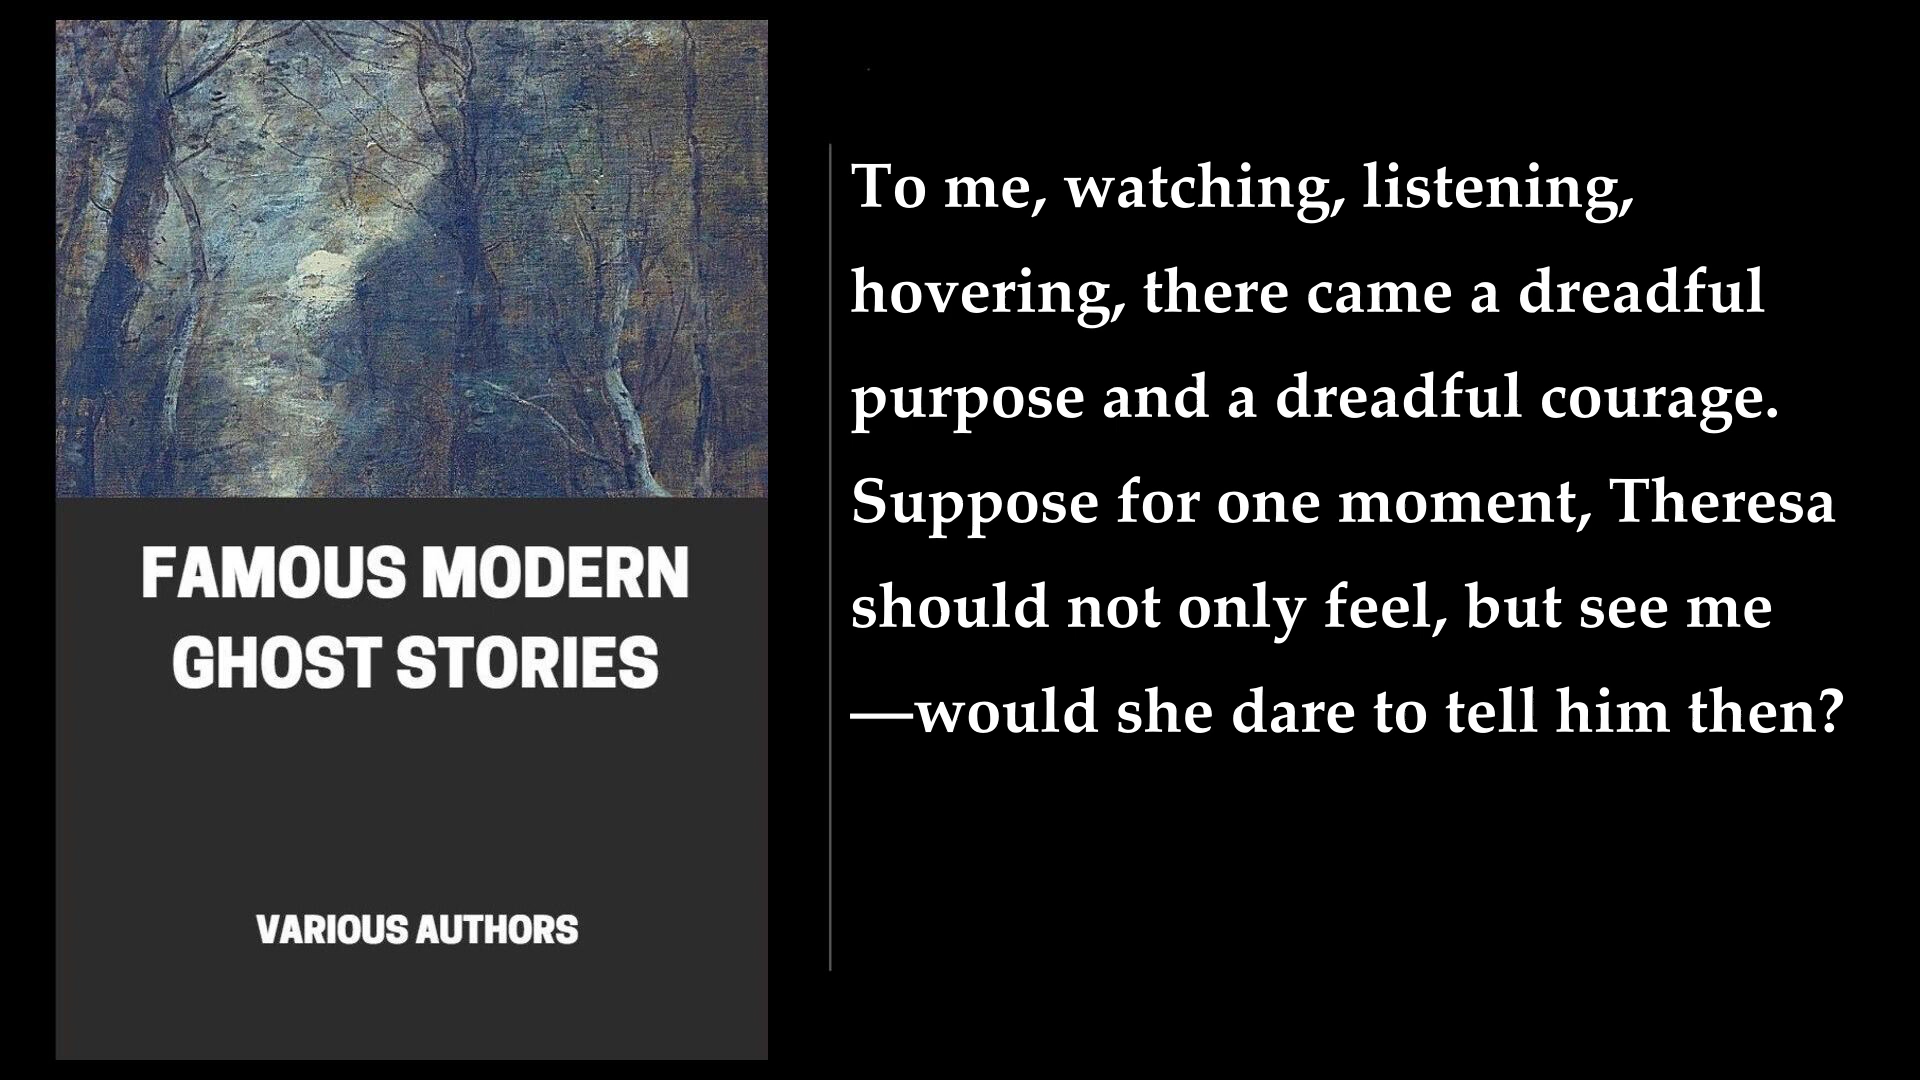 FAMOUS MODERN
GHOST STORIES
VARIOUS AUTHORS
To me, watching, listening,
hovering, there came a dreadful
purpose and a dreadful courage.
Suppose for one moment, Theresa
should not only feel, but see me
—would she dare to tell him then?